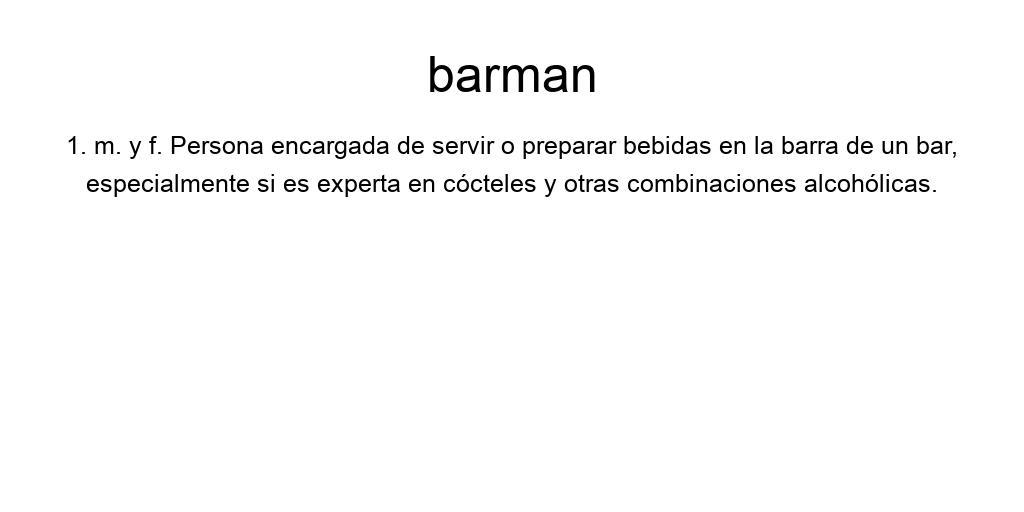 barman
1. m. y f. Persona encargada de servir o preparar bebidas en la barra de un bar,
especialmente si es experta en cócteles y otras combinaciones alcohólicas.